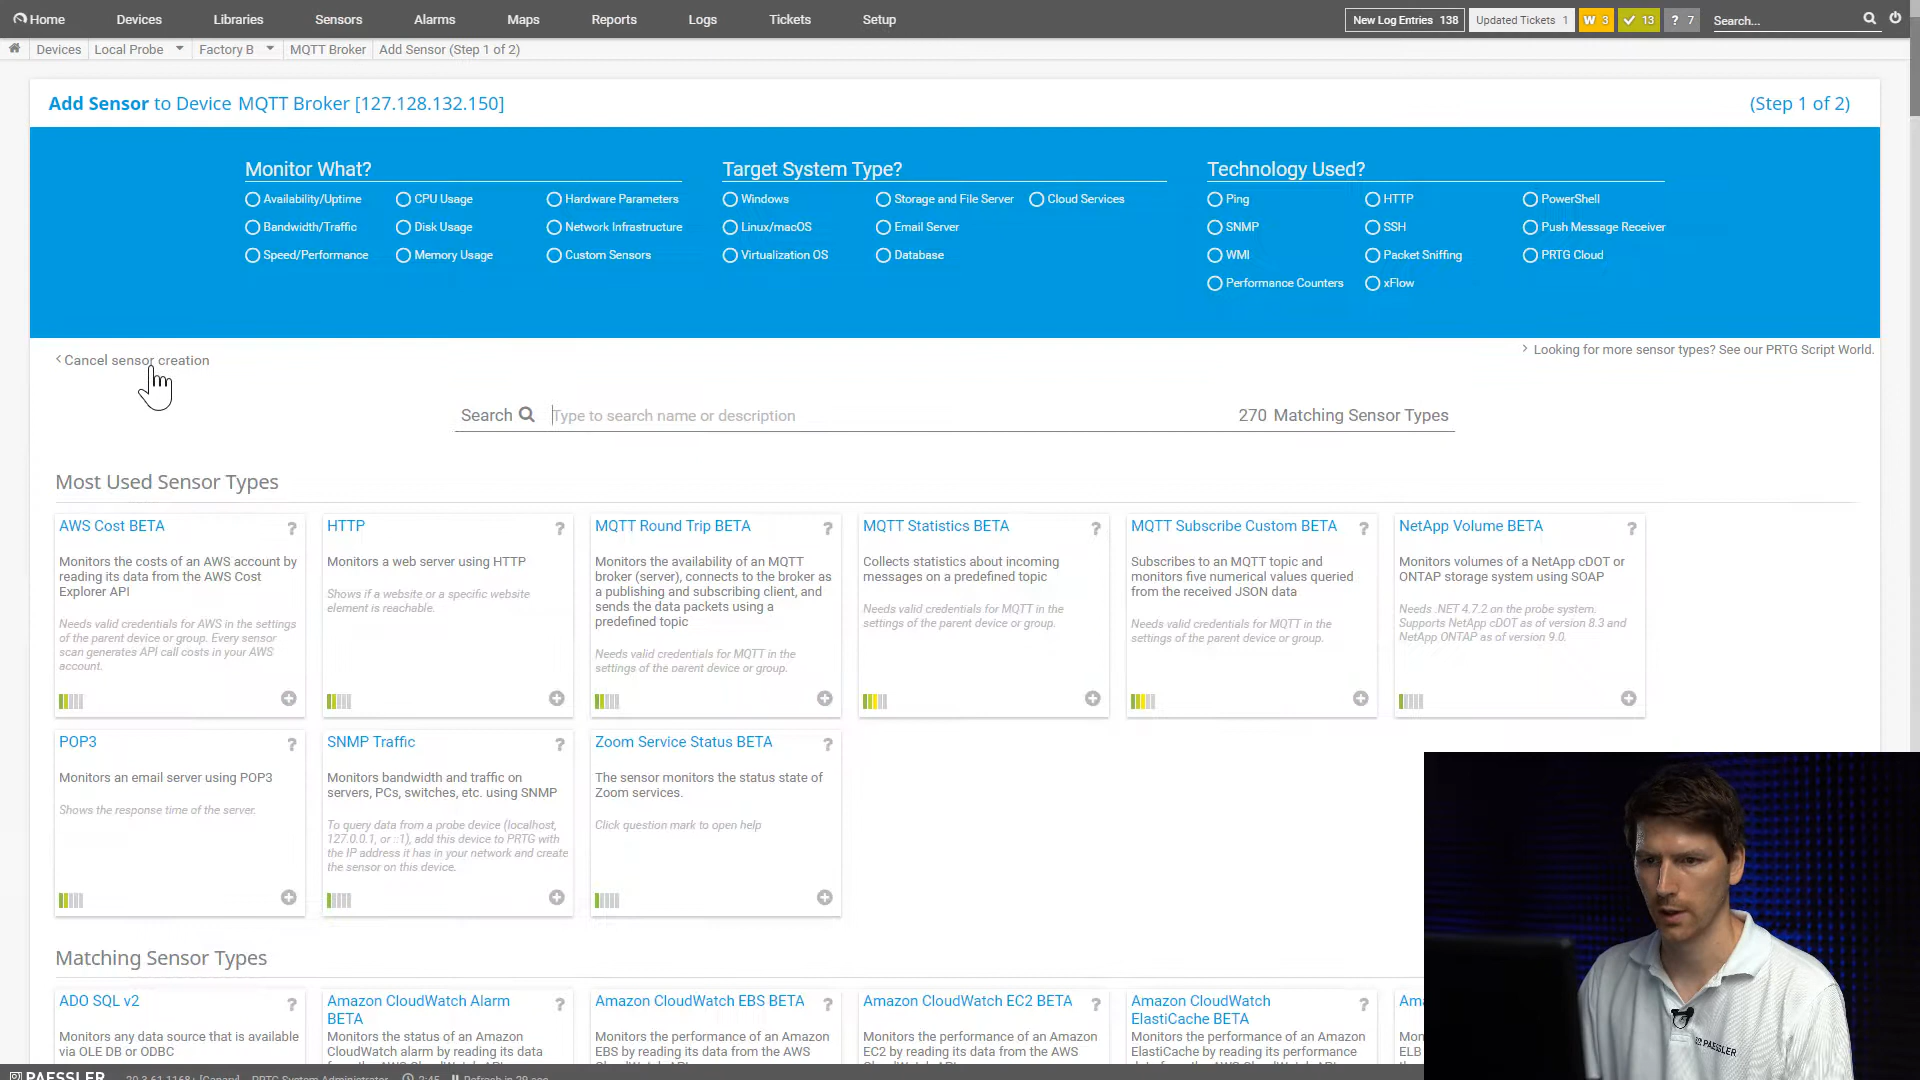 Home Devices Libraries Sensors Alarms Maps Reports Logs Tickets Setup New Log Entries 138 Updated Tickets 1 W 3 13 ? 7 Search...
Devices Local Probe Factory B MQTT Broker Add Sensor (Step 1 of 2)
Add Sensor to Device MQTT Broker [127.128.132.150] (Step 1 of 2)
Monitor What? Target System Type? Technology Used?
Availability/Uptime CPU Usage Hardware Parameters Windows Storage and File Server Cloud Services Ping HTTP PowerShell
Bandwidth/Traffic Disk Usage Network Infrastructure Linux/macOS Email Server SNMP SSH Push Message Receiver
Speed/Performance Memory Usage Custom Sensors Virtualization OS Database WMI Packet Sniffing PRTG Cloud
Performance Counters xFlow
< Cancel sensor creation
> Looking for more sensor types? See our PRTG Script World.
Search Type to search name or description 270 Matching Sensor Types
Most Used Sensor Types
AWS Cost BETA ?
Monitors the costs of an AWS account by
reading its data from the AWS Cost
Explorer API
Needs valid credentials for AWS in the settings
of the parent device or group. Every sensor
scan generates API call costs in your AWS
account.
HTTP ?
Monitors a web server using HTTP
Shows if a website or a specific website
element is reachable.
MQTT Round Trip BETA ?
Monitors the availability of an MQTT
broker (server), connects to the broker as
a publishing and subscribing client, and
sends the data packets using a
predefined topic
Needs valid credentials for MQTT in the
settings of the parent device or group.
MQTT Statistics BETA ?
Collects statistics about incoming
messages on a predefined topic
Needs valid credentials for MQTT in the
settings of the parent device or group.
MQTT Subscribe Custom BETA ?
Subscribes to an MQTT topic and
monitors five numerical values queried
from the received JSON data
Needs valid credentials for MQTT in the
settings of the parent device or group.
NetApp Volume BETA ?
Monitors volumes of a NetApp cDOT or
ONTAP storage system using SOAP
Needs .NET 4.7.2 on the probe system.
Supports NetApp cDOT as of version 8.3 and
NetApp ONTAP as of version 9.0.
POP3 ?
Monitors an email server using POP3
Shows the response time of the server.
SNMP Traffic ?
Monitors bandwidth and traffic on
servers, PCs, switches, etc. using SNMP
To query data from a probe device (localhost,
127.0.0.1, or ::1), add this device to PRTG with
the IP address it has in your network and create
the sensor on this device.
Zoom Service Status BETA ?
The sensor monitors the status state of
Zoom services.
Click question mark to open help
Matching Sensor Types
ADO SQL v2 ?
Monitors any data source that is available
via OLE DB or ODBC
Amazon CloudWatch Alarm ?
BETA
Monitors the status of an Amazon
CloudWatch alarm by reading its data
Amazon CloudWatch EBS BETA ?
Monitors the performance of an Amazon
EBS by reading its data from the AWS
Amazon CloudWatch EC2 BETA ?
Monitors the performance of an Amazon
EC2 by reading its data from the AWS
Amazon CloudWatch ?
ElastiCache BETA
Monitors the performance of an Amazon
ElastiCache by reading its performance
PAESSLER
PAESSLER